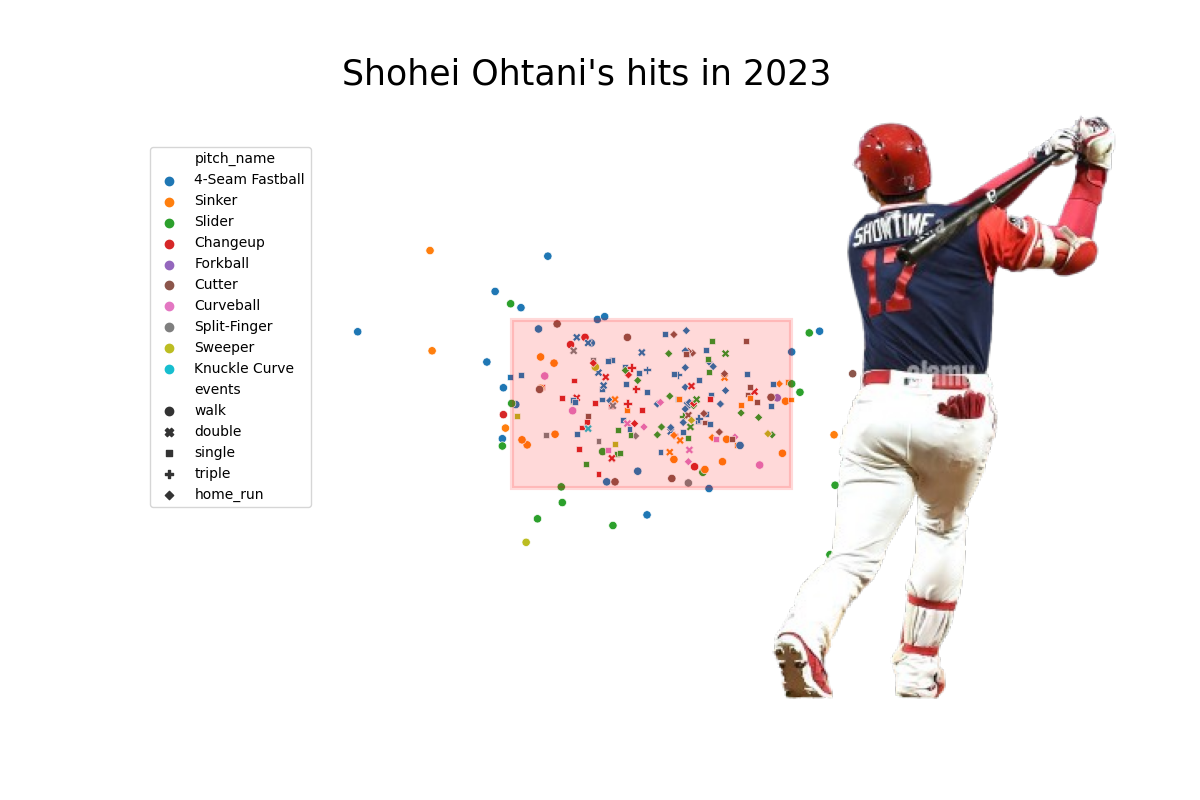 Shohei Ohtani's hits in 2023
pitch_name
4-Seam Fastball
Sinker
Slider
Changeup
Forkball
Cutter
Curveball
Split-Finger
Sweeper
Knuckle Curve
events
walk
double
single
triple
home_run
SHOWTIME
17
a
alamy
a